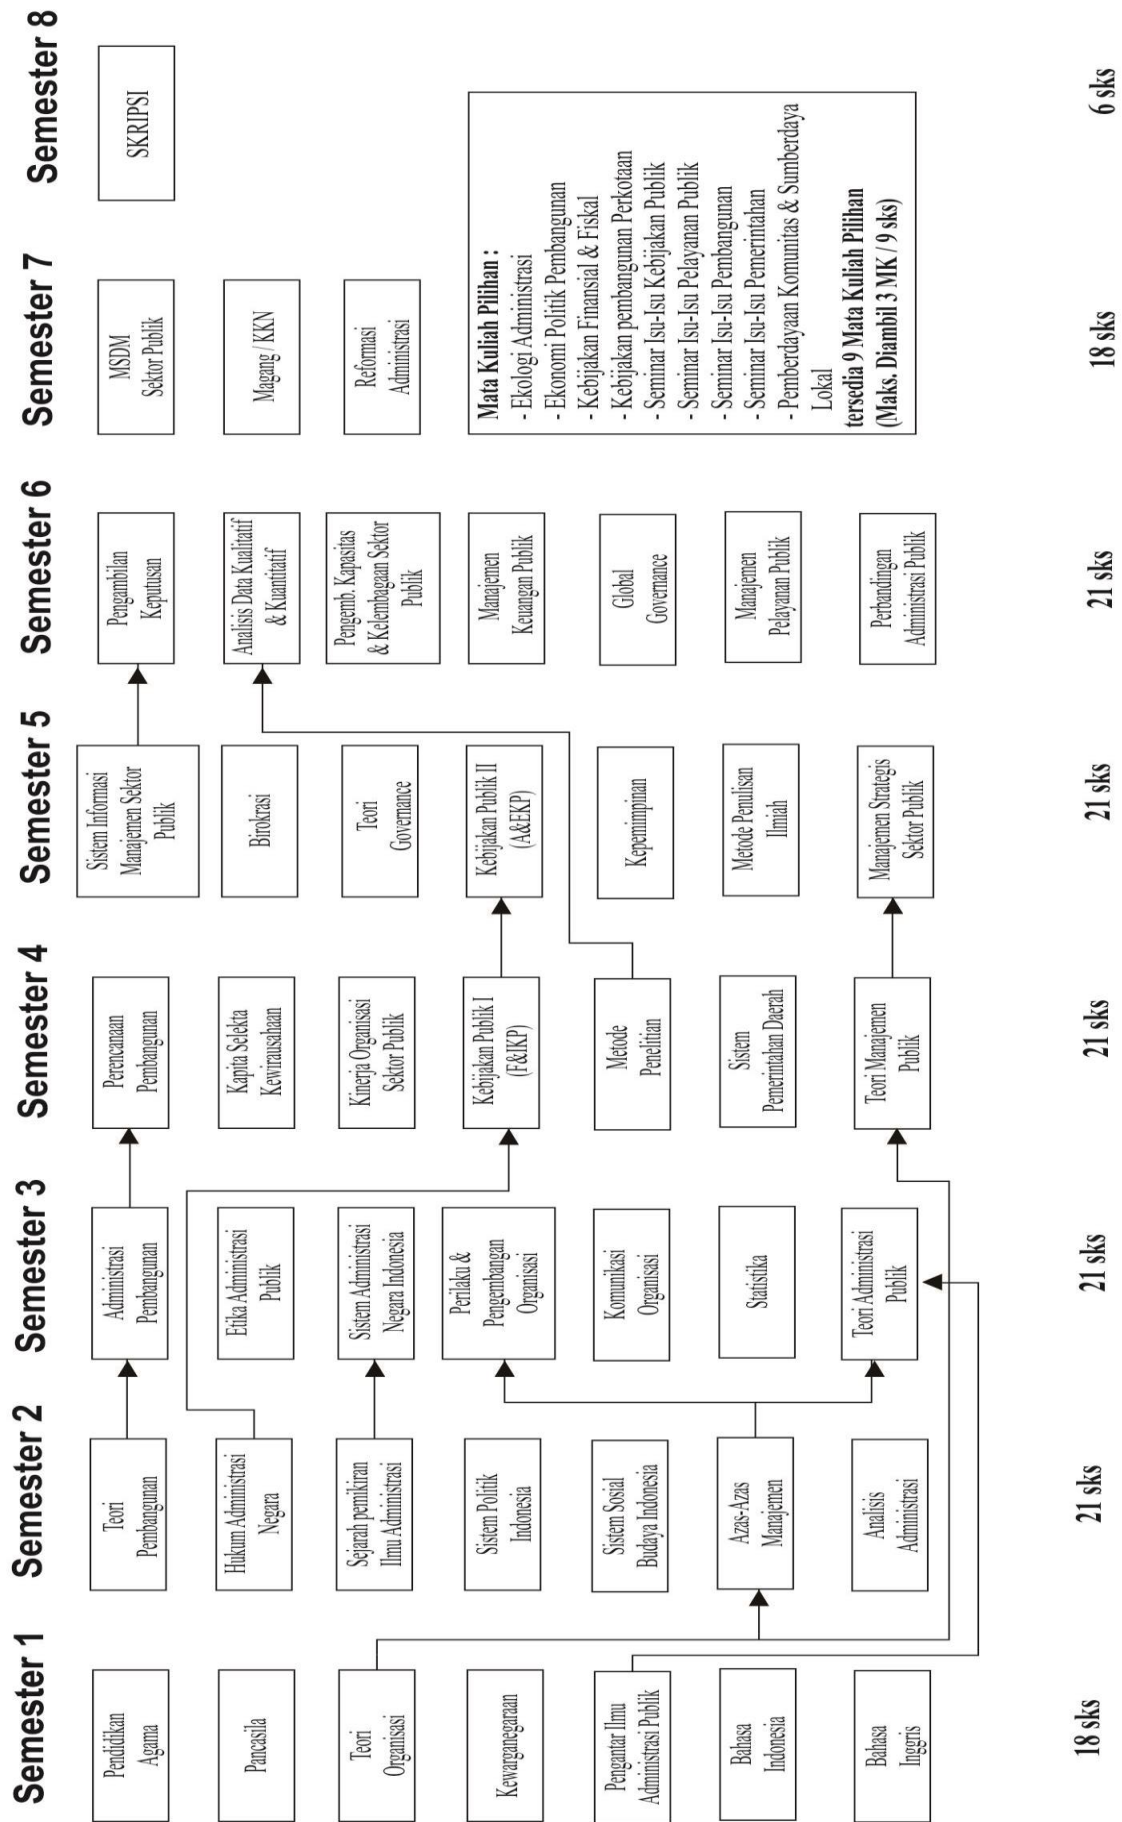 Semester 1
Pendidikan
Agama
Pancasila
Teori
Organisasi
Kewarganegaraan
Pengantar Ilmu
Administrasi Publik
Bahasa
Indonesia
Bahasa
Inggris
18 sks
Semester 2
Teori
Pembangunan
Hukum Administrasi
Negara
Sejarah pemikiran
Ilmu Administrasi
Sistem Politik
Indonesia
Sistem Sosial
Budaya Indonesia
Azas-Azas
Manajemen
Analisis
Administrasi
21 sks
Semester 3
Administrasi
Pembangunan
Etika Administrasi
Publik
Sistem Administrasi
Negara Indonesia
Perilaku &
Pengembangan
Organisasi
Komunikasi
Organisasi
Statistika
Teori Administrasi
Publik
21 sks
Semester 4
Perencanaan
Pembangunan
Kapita Selekta
Kewirausahaan
Kinerja Organisasi
Sektor Publik
Kebijakan Publik I
(F&IKP)
Metode
Penelitian
Sistem
Pemerintahan Daerah
Teori Manajemen
Publik
21 sks
Semester 5
Sistem Informasi
Manajemen Sektor
Publik
Birokrasi
Teori
Governance
Kebijakan Publik II
(A&EKP)
Kepemimpinan
Metode Penulisan
Ilmiah
Manajemen Strategis
Sektor Publik
21 sks
Semester 6
Pengambilan
Keputusan
Analisis Data Kualitatif
& Kuantitatif
Pengemb. Kapasitas
& Kelembagaan Sektor
Publik
Manajemen
Keuangan Publik
Global
Governance
Manajemen
Pelayanan Publik
Perbandingan
Administrasi Publik
21 sks
Semester 7
MSDM
Sektor Publik
Magang / KKN
Reformasi
Administrasi
Mata Kuliah Pilihan :
- Ekologi Administrasi
- Ekonomi Politik Pembangunan
- Kebijakan Finansial & Fiskal
- Kebijakan pembangunan Perkotaan
- Seminar Isu-Isu Kebijakan Publik
- Seminar Isu-Isu Pelayanan Publik
- Seminar Isu-Isu Pembangunan
- Seminar Isu-Isu Pemerintahan
- Pemberdayaan Komunitas & Sumberdaya
Lokal
tersedia 9 Mata Kuliah Pilihan
(Maks. Diambil 3 MK / 9 sks)
18 sks
Semester 8
SKRIPSI
6 sks